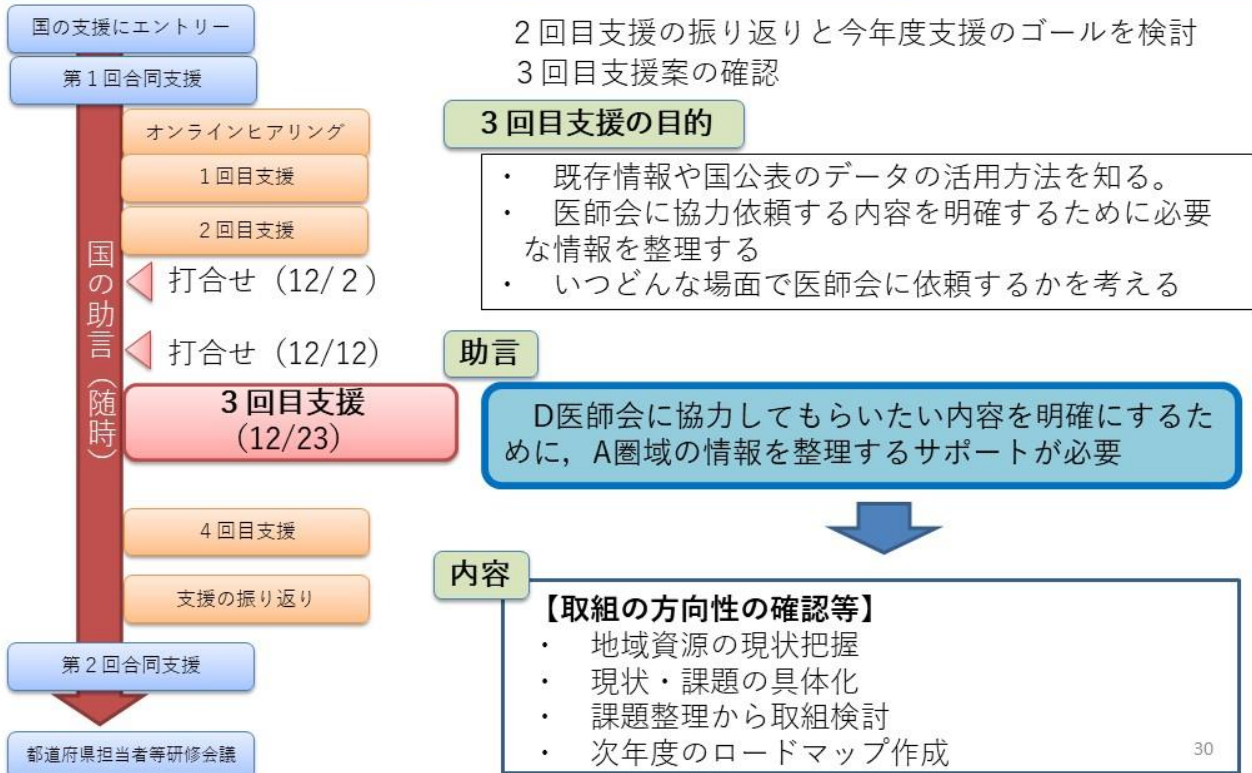 国の支援にエントリー
第１回合同支援
オンラインヒアリング
１回目支援
２回目支援
国の助言（随時）
打合せ（12/２）
打合せ（12/12）
３回目支援
(12/23)
４回目支援
支援の振り返り
第２回合同支援
都道府県担当者等研修会議
２回目支援の振り返りと今年度支援のゴールを検討
３回目支援案の確認
３回目支援の目的
・　既存情報や国公表のデータの活用方法を知る。
・　医師会に協力依頼する内容を明確するために必要
な情報を整理する
・　いつどんな場面で医師会に依頼するかを考える
助言
D医師会に協力してもらいたい内容を明確にするた
めに，A圏域の情報を整理するサポートが必要
内容
【取組の方向性の確認等】
・　地域資源の現状把握
・　現状・課題の具体化
・　課題整理から取組検討
・　次年度のロードマップ作成
30